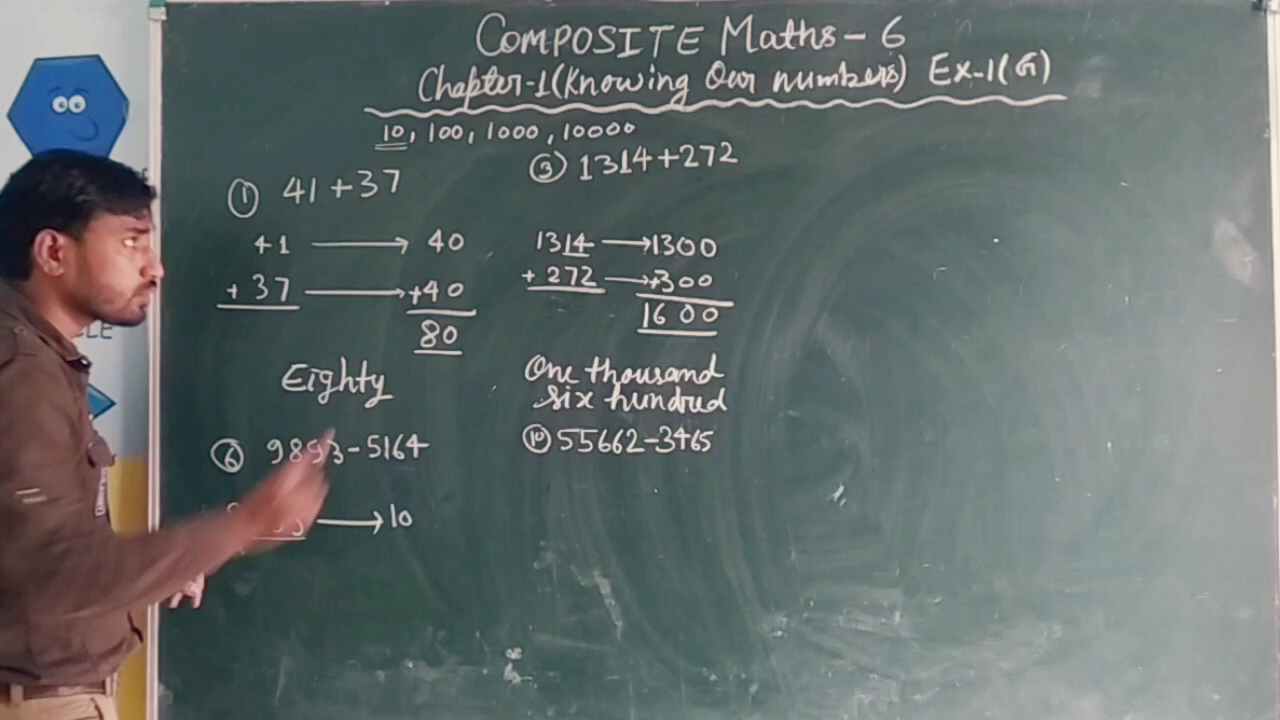 COMPOSITE Maths - 6
Chapter-1 (Knowing Our numbers) Ex-1(G)
10, 100, 1000, 10000
① 41 + 37
41 → 40
+ 37 → +40
80
Eighty
③ 1314+272
1314 → 1300
+ 272 → +300
1600
One thousand
six hundred
⑥ 9893-5164
→ 10
⑩ 55662-3465